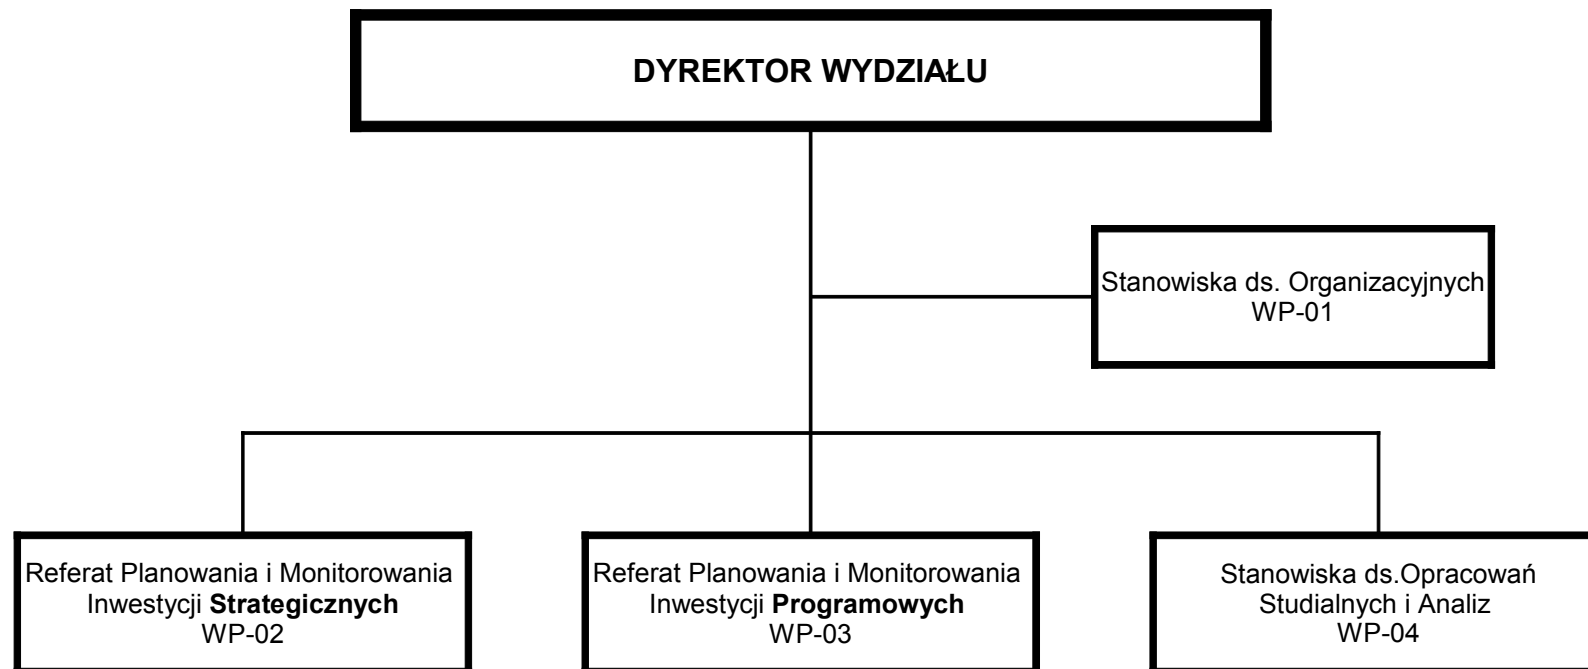 DYREKTOR WYDZIAŁU
Stanowiska ds. Organizacyjnych
WP-01
Referat Planowania i Monitorowania
Inwestycji Strategicznych
WP-02
Referat Planowania i Monitorowania
Inwestycji Programowych
WP-03
Stanowiska ds.Opracowań
Studialnych i Analiz
WP-04